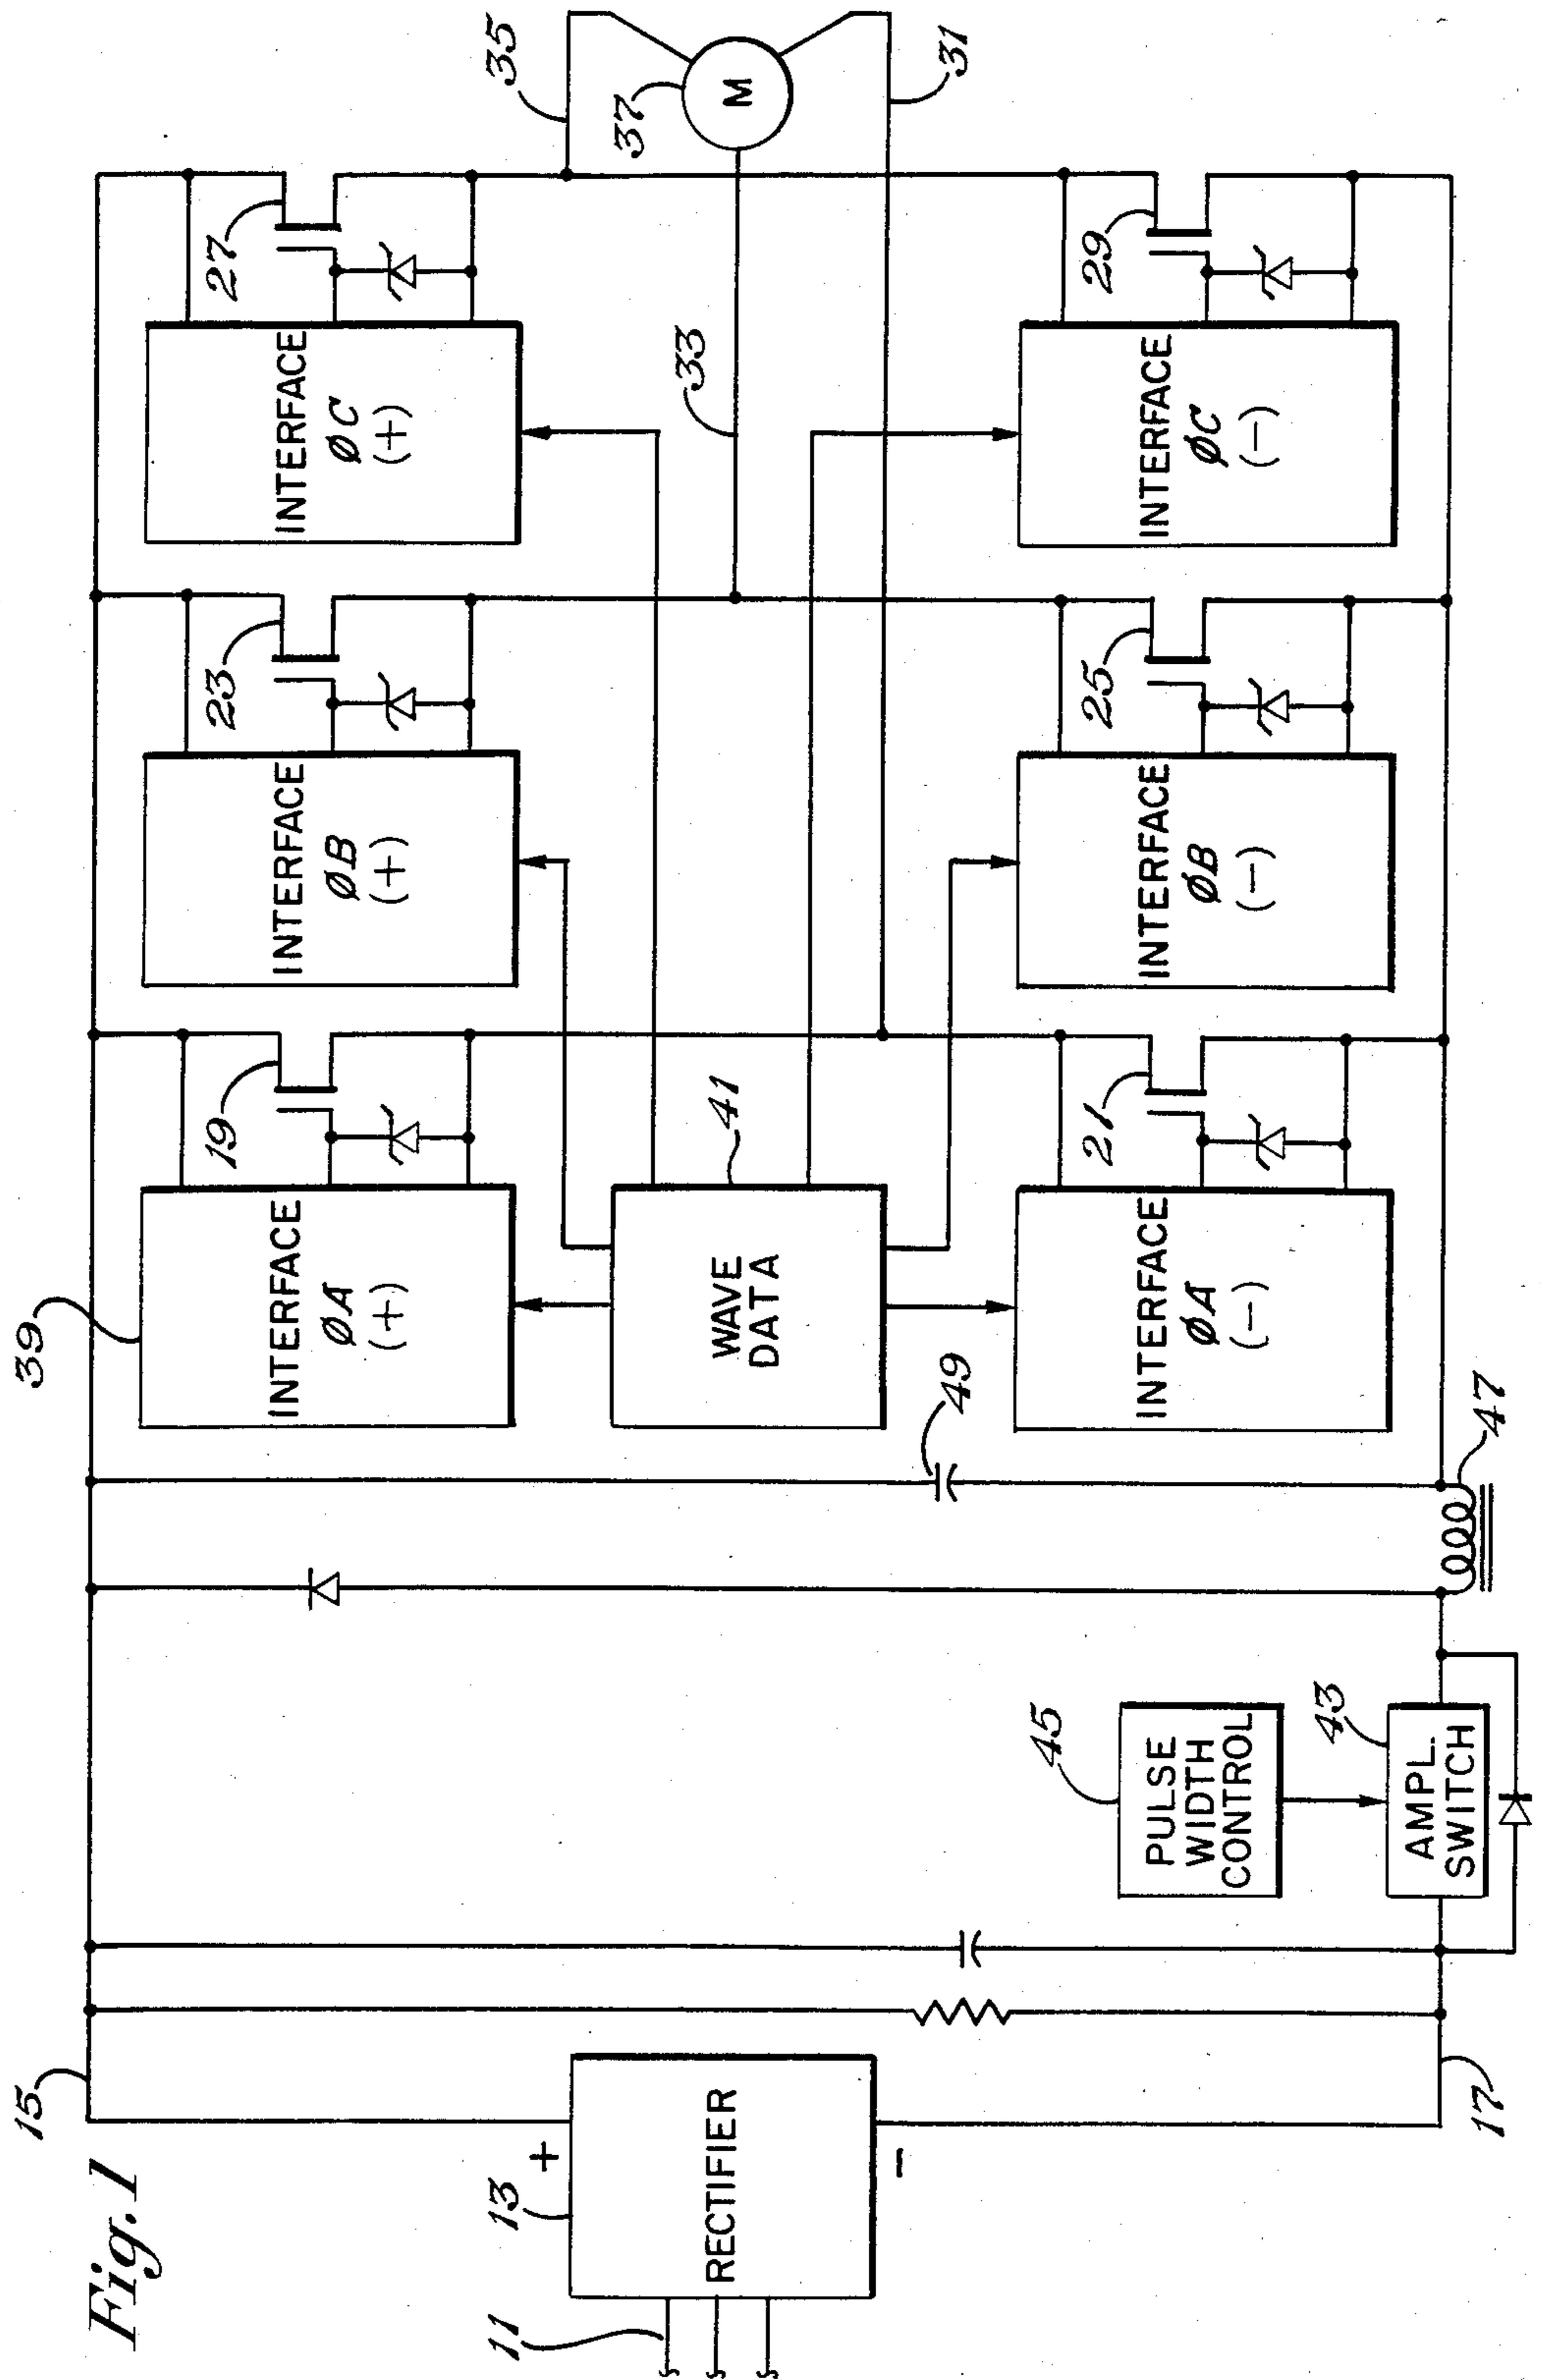 Fig. 1
11
13
RECTIFIER
+
-
15
17
45
PULSE
WIDTH
CONTROL
43
AMPL.
SWITCH
47
49
39
INTERFACE
ØA
(+)
19
WAVE
DATA
41
INTERFACE
ØA
(-)
21
INTERFACE
ØB
(+)
23
INTERFACE
ØB
(-)
25
INTERFACE
ØC
(+)
27
33
INTERFACE
ØC
(-)
29
35
37
M
31